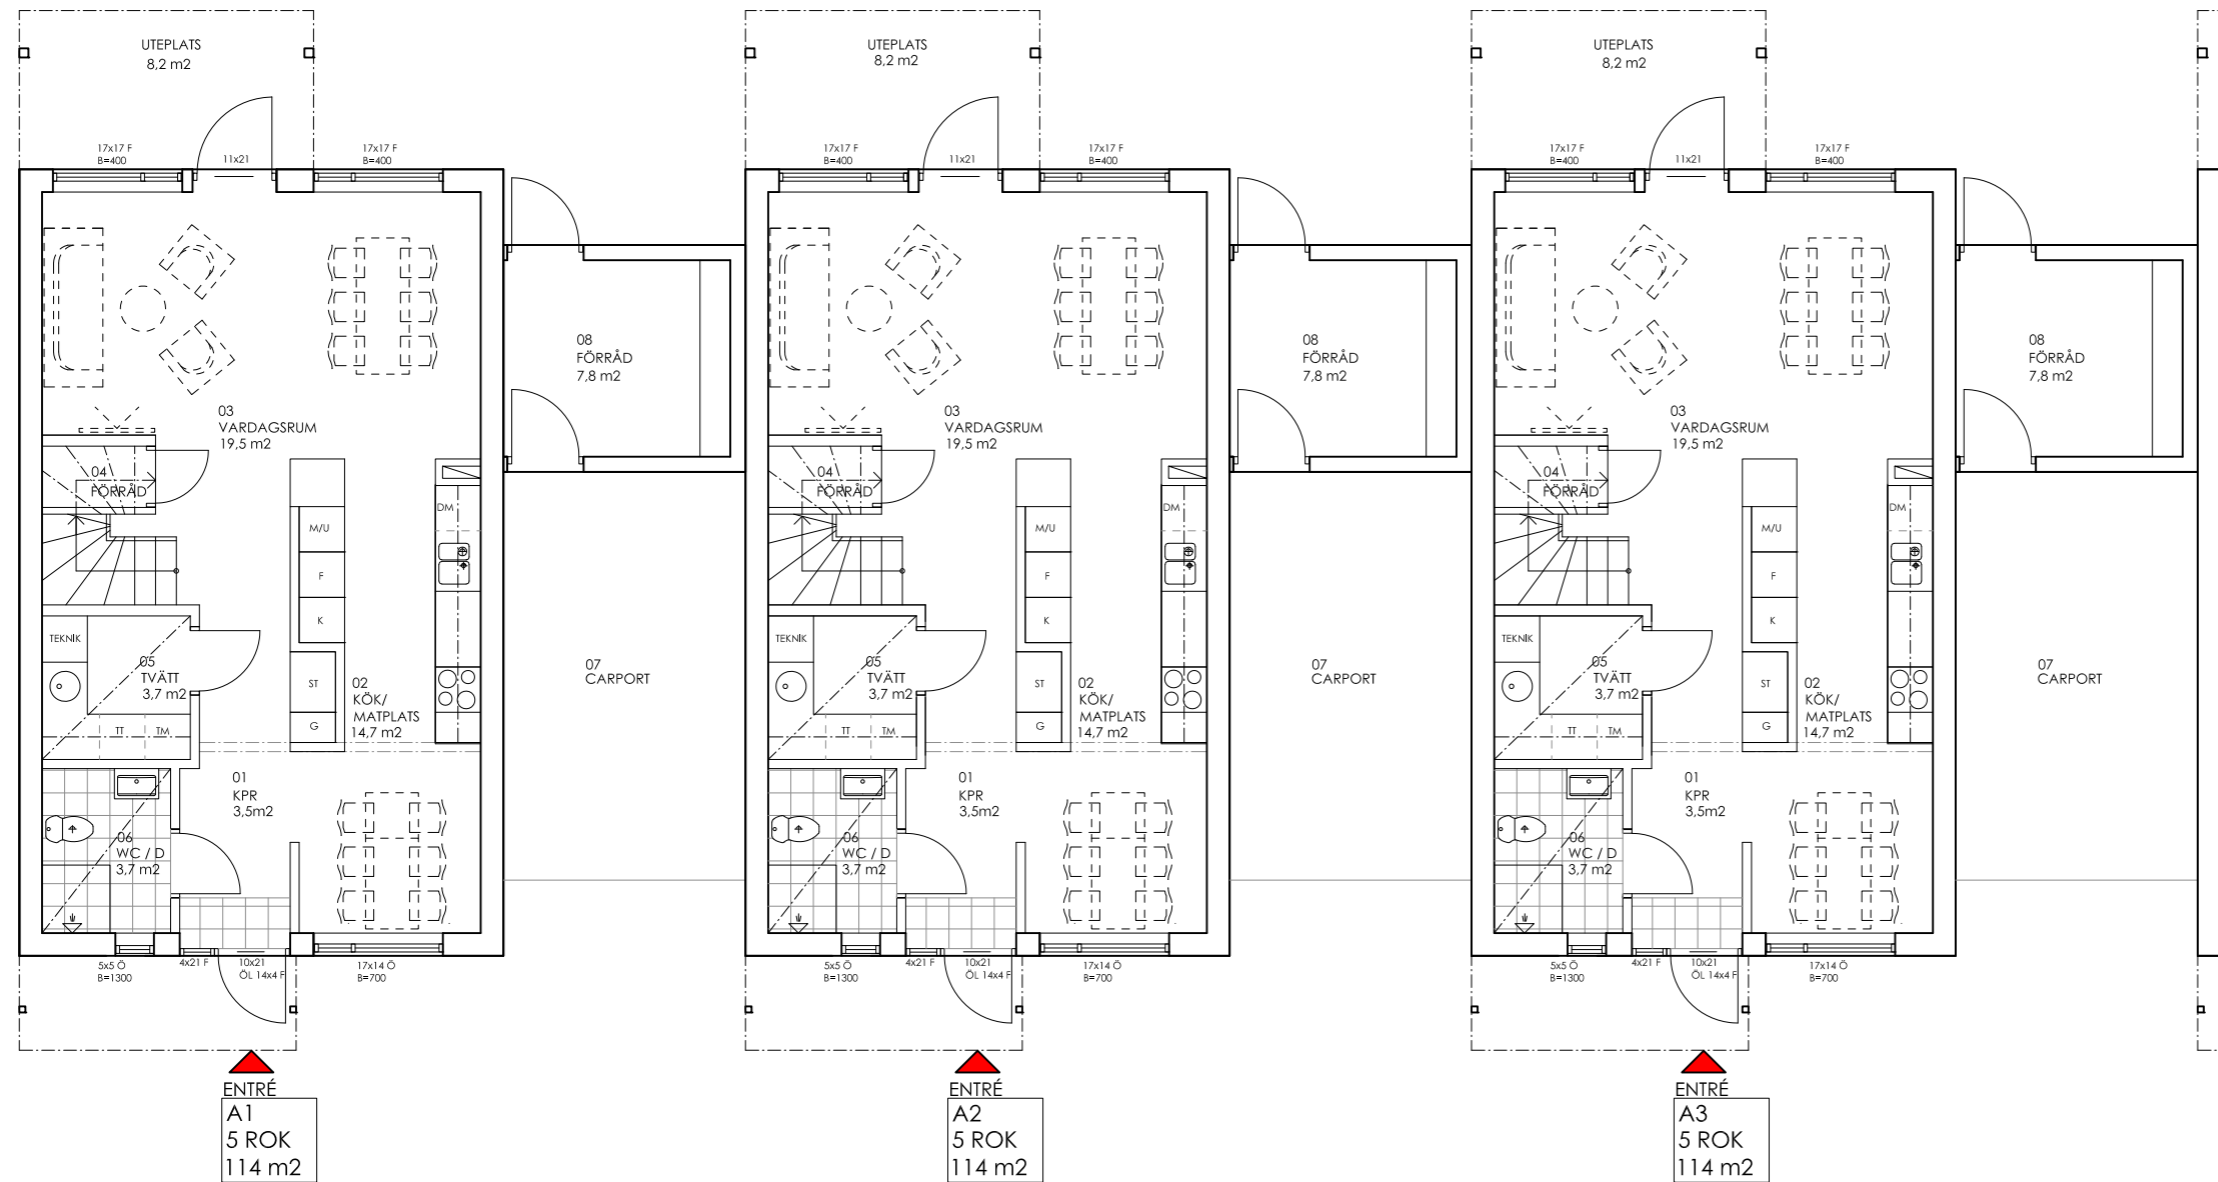 UTEPLATS
8,2 m2
17x17 F
B=400
11x21
17x17 F
B=400
08
FÖRRÅD
7,8 m2
03
VARDAGSRUM
19,5 m2
04
FÖRRÅD
DM
M/U
F
K
TEKNIK
05
TVÄTT
3,7 m2
ST
G
02
KÖK/
MATPLATS
14,7 m2
TT
TM
07
CARPORT
01
KPR
3,5m2
06
WC / D
3,7 m2
5x5 Ö
B=1300
4x21 F
10x21
ÖL 14x4 F
17x14 Ö
B=700
ENTRÉ
A1
5 ROK
114 m2
UTEPLATS
8,2 m2
17x17 F
B=400
11x21
17x17 F
B=400
08
FÖRRÅD
7,8 m2
03
VARDAGSRUM
19,5 m2
04
FÖRRÅD
DM
M/U
F
K
TEKNIK
05
TVÄTT
3,7 m2
ST
G
02
KÖK/
MATPLATS
14,7 m2
TT
TM
07
CARPORT
01
KPR
3,5m2
06
WC / D
3,7 m2
5x5 Ö
B=1300
4x21 F
10x21
ÖL 14x4 F
17x14 Ö
B=700
ENTRÉ
A2
5 ROK
114 m2
UTEPLATS
8,2 m2
17x17 F
B=400
11x21
17x17 F
B=400
08
FÖRRÅD
7,8 m2
03
VARDAGSRUM
19,5 m2
04
FÖRRÅD
DM
M/U
F
K
TEKNIK
05
TVÄTT
3,7 m2
ST
G
02
KÖK/
MATPLATS
14,7 m2
TT
TM
07
CARPORT
01
KPR
3,5m2
06
WC / D
3,7 m2
5x5 Ö
B=1300
4x21 F
10x21
ÖL 14x4 F
17x14 Ö
B=700
ENTRÉ
A3
5 ROK
114 m2